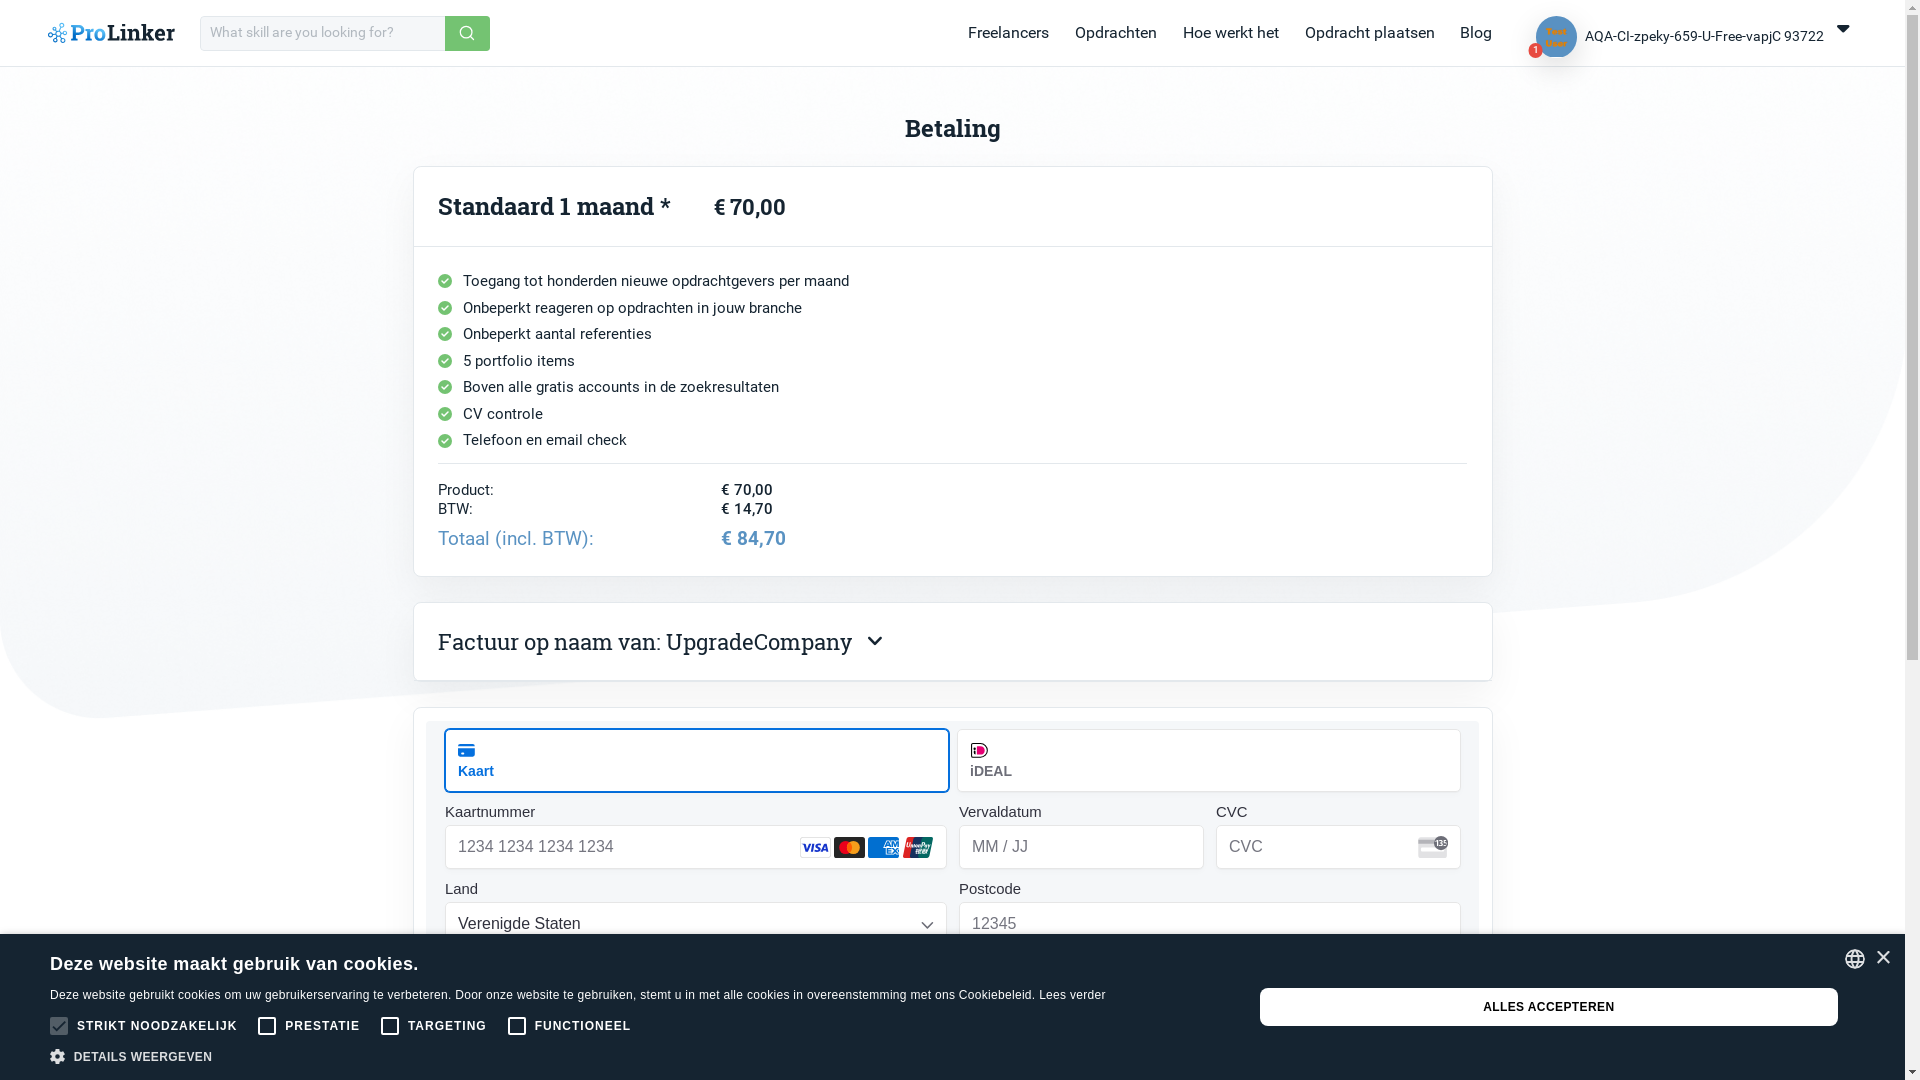 ProLinker
What skill are you looking for?
Freelancers
Opdrachten
Hoe werkt het
Opdracht plaatsen
Blog
Test User
1
AQA-CI-zpeky-659-U-Free-vapjC 93722
Betaling
Standaard 1 maand * € 70,00
Toegang tot honderden nieuwe opdrachtgevers per maand
Onbeperkt reageren op opdrachten in jouw branche
Onbeperkt aantal referenties
5 portfolio items
Boven alle gratis accounts in de zoekresultaten
CV controle
Telefoon en email check
Product: € 70,00
BTW: € 14,70
Totaal (incl. BTW): € 84,70
Factuur op naam van: UpgradeCompany
Kaart
iDEAL
Kaartnummer
Vervaldatum
CVC
1234 1234 1234 1234
VISA
AMEX
UnionPay
MM / JJ
CVC
135
Land
Postcode
Verenigde Staten
12345
Deze website maakt gebruik van cookies.
×
Deze website gebruikt cookies om uw gebruikerservaring te verbeteren. Door onze website te gebruiken, stemt u in met alle cookies in overeenstemming met ons Cookiebeleid. Lees verder
ALLES ACCEPTEREN
STRIKT NOODZAKELIJK
PRESTATIE
TARGETING
FUNCTIONEEL
DETAILS WEERGEVEN